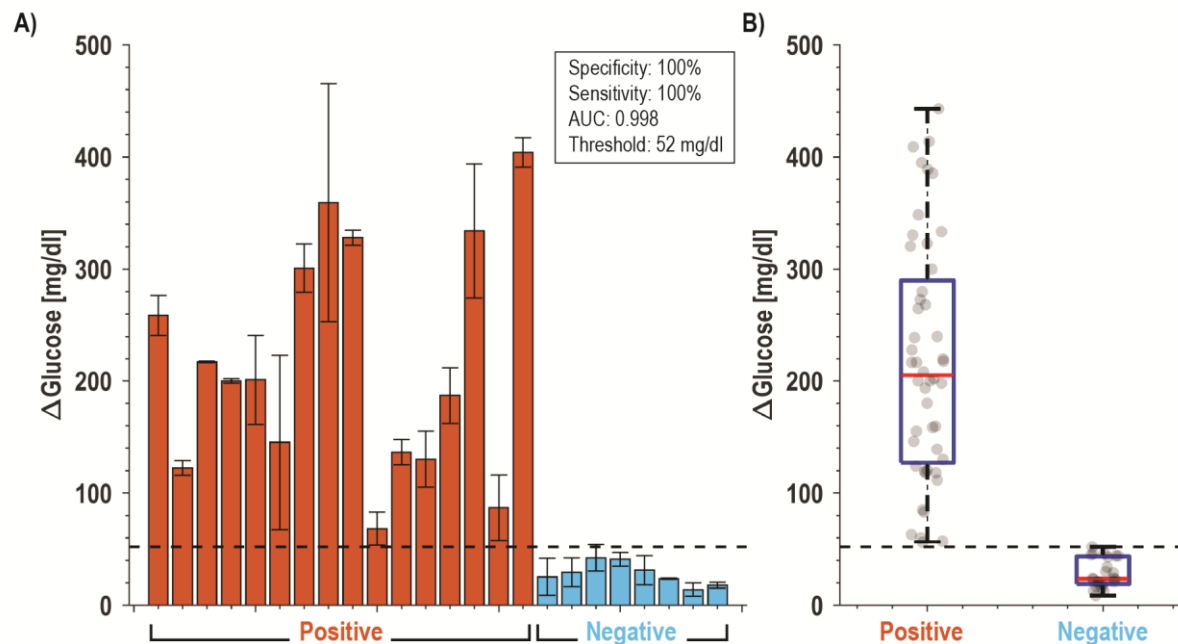 A)
B)
500
400
300
200
100
0
ΔGlucose [mg/dl]
Specificity: 100%
Sensitivity: 100%
AUC: 0.998
Threshold: 52 mg/dl
Positive
Negative
500
400
300
200
100
0
ΔGlucose [mg/dl]
Positive
Negative